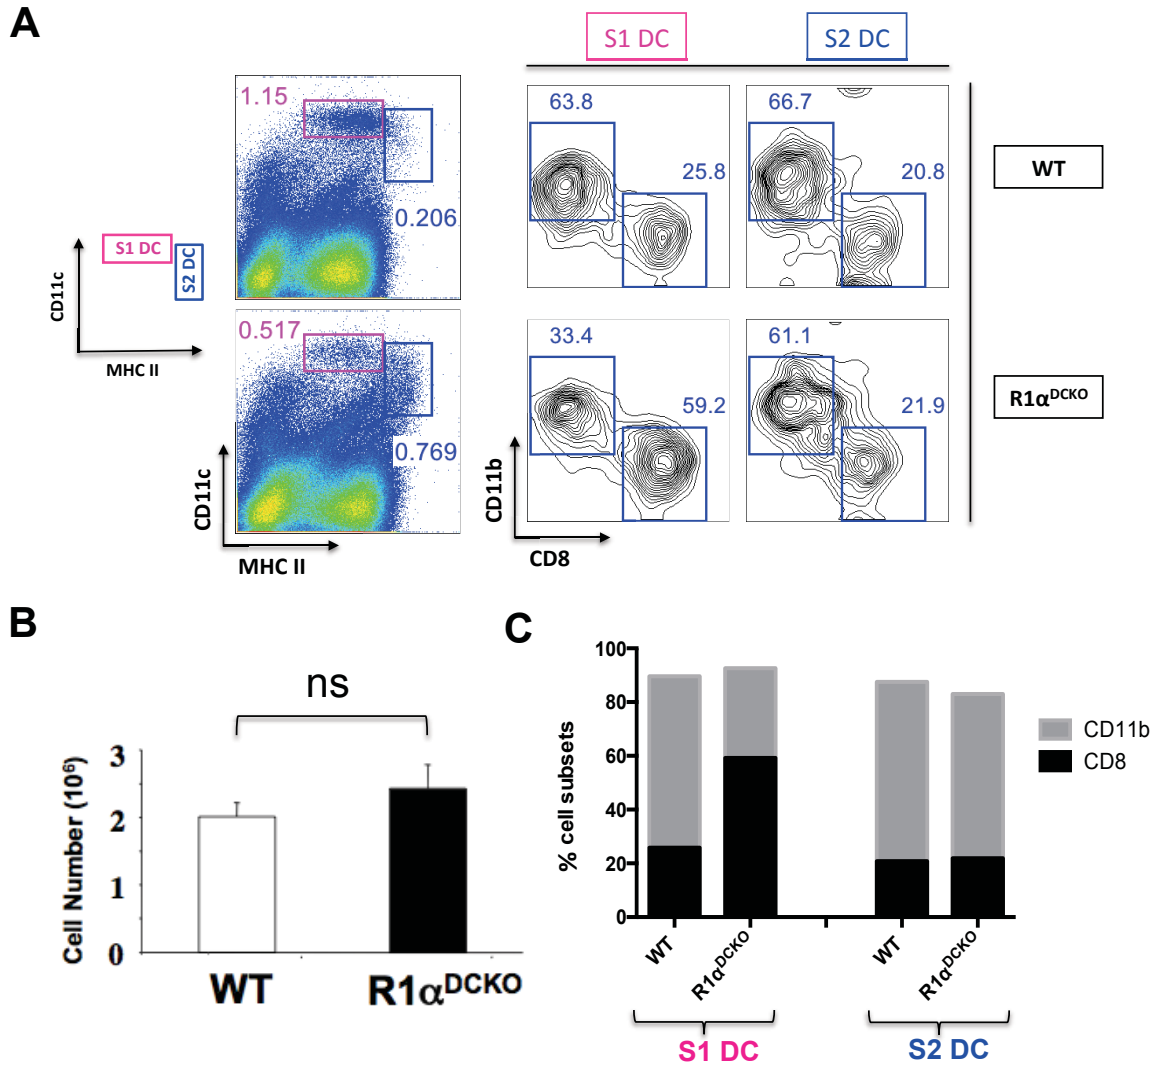 A
S1 DC
S2 DC
1.15
0.206
63.8
25.8
66.7
20.8
WT
S1 DC
S2 DC
CD11c
MHC II
0.517
0.769
33.4
59.2
61.1
21.9
R1α^DCKO
CD11c
MHC II
CD11b
CD8
B
ns
Cell Number (10⁶)
3
2
1
0
WT
R1α^DCKO
C
% cell subsets
100
80
60
40
20
0
CD11b
CD8
WT
R1α^DCKO
WT
R1α^DCKO
S1 DC
S2 DC